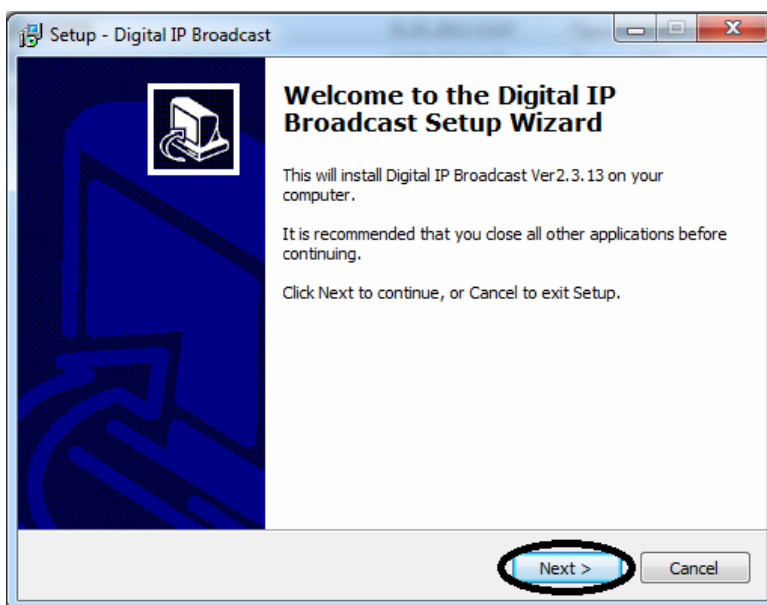 Setup - Digital IP Broadcast
Welcome to the Digital IP
Broadcast Setup Wizard
This will install Digital IP Broadcast Ver2.3.13 on your
computer.
It is recommended that you close all other applications before
continuing.
Click Next to continue, or Cancel to exit Setup.
Next >
Cancel